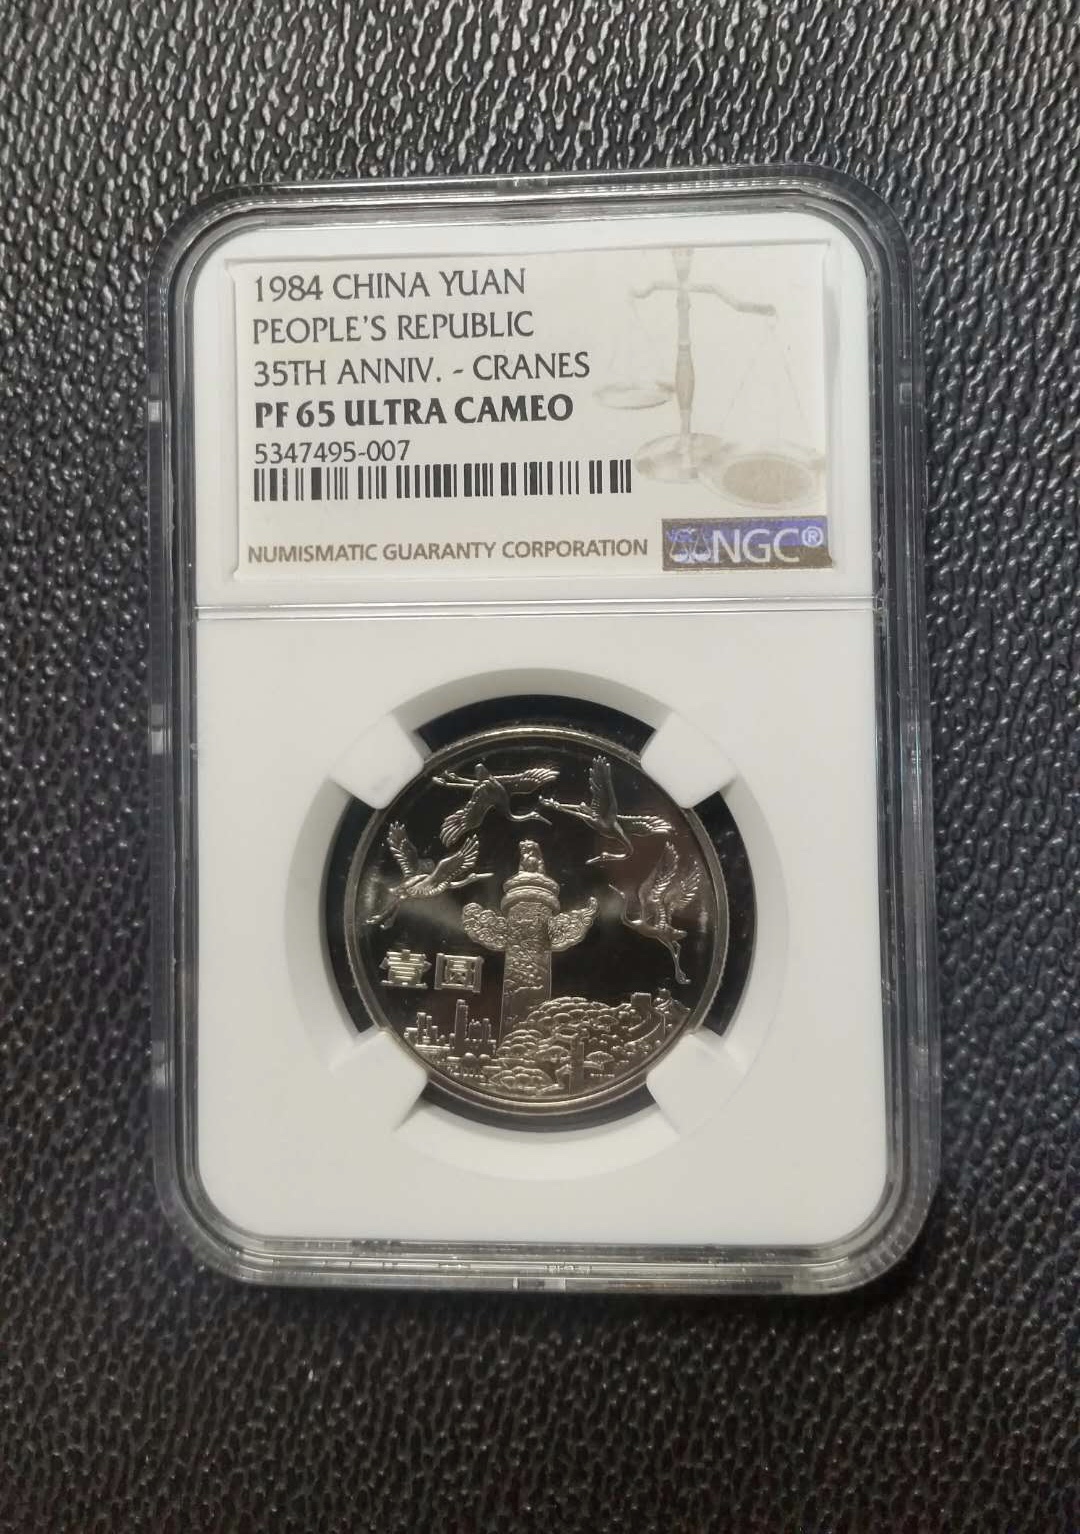 1984 CHINA YUAN
PEOPLE'S REPUBLIC
35TH ANNIV. - CRANES
PF 65 ULTRA CAMEO
5347495-007
NUMISMATIC GUARANTY CORPORATION
NGC®
壹圆